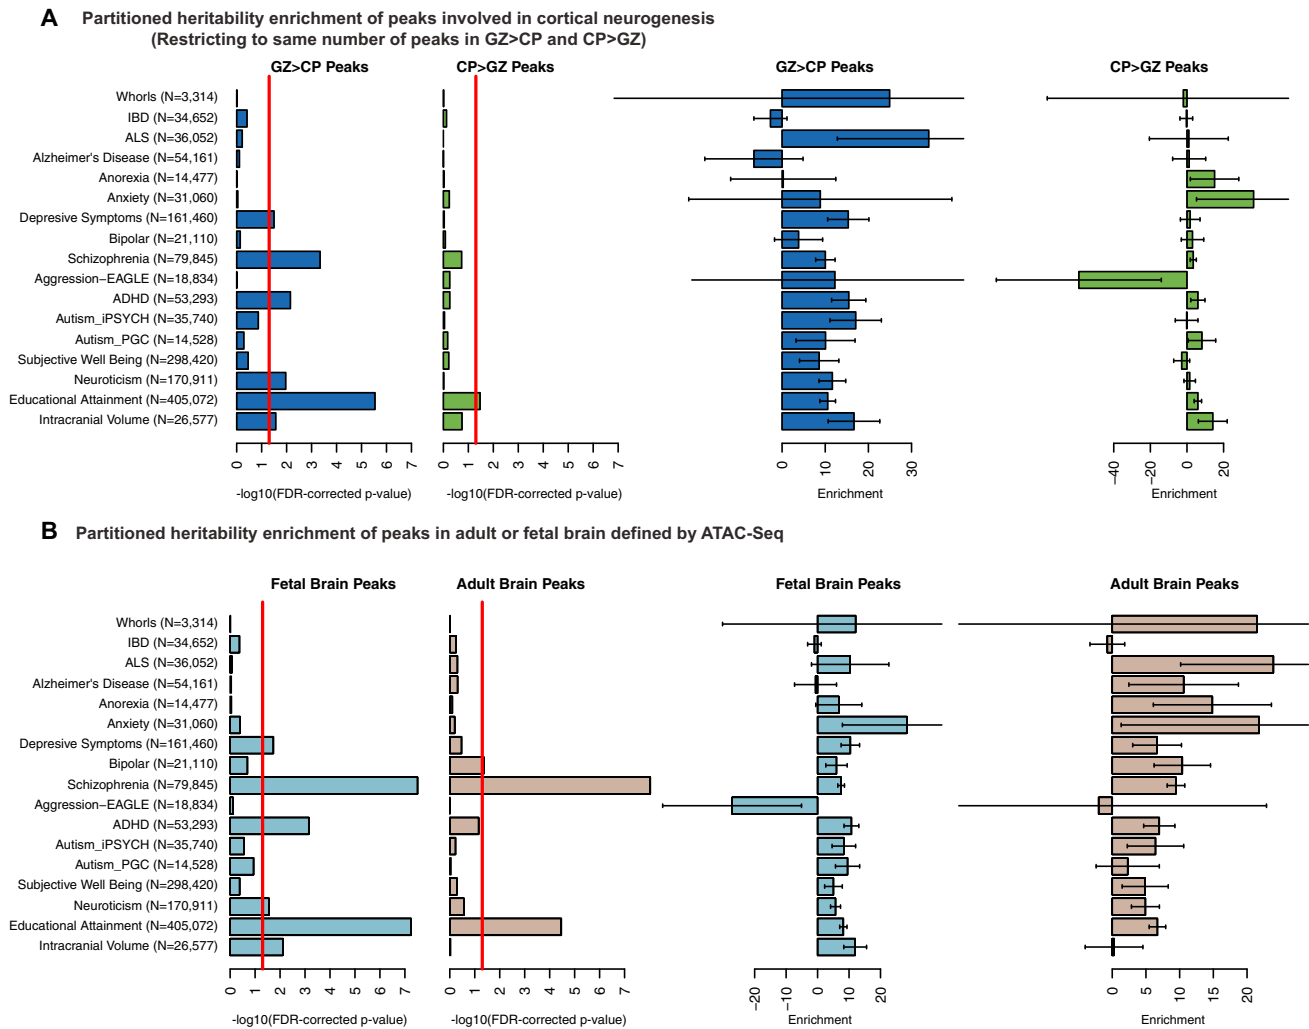 A Partitioned heritability enrichment of peaks involved in cortical neurogenesis
(Restricting to same number of peaks in GZ>CP and CP>GZ)
GZ>CP Peaks CP>GZ Peaks GZ>CP Peaks CP>GZ Peaks
Whorls (N=3,314)
IBD (N=34,652)
ALS (N=36,052)
Alzheimer's Disease (N=54,161)
Anorexia (N=14,477)
Anxiety (N=31,060)
Depresive Symptoms (N=161,460)
Bipolar (N=21,110)
Schizophrenia (N=79,845)
Aggression−EAGLE (N=18,834)
ADHD (N=53,293)
Autism_iPSYCH (N=35,740)
Autism_PGC (N=14,528)
Subjective Well Being (N=298,420)
Neuroticism (N=170,911)
Educational Attainment (N=405,072)
Intracranial Volume (N=26,577)
0 1 2 3 4 5 6 7 0 1 2 3 4 5 6 7 0 10 20 30 −40 −20 0 20
-log10(FDR-corrected p-value) -log10(FDR-corrected p-value) Enrichment Enrichment
B Partitioned heritability enrichment of peaks in adult or fetal brain defined by ATAC-Seq
Fetal Brain Peaks Adult Brain Peaks Fetal Brain Peaks Adult Brain Peaks
Whorls (N=3,314)
IBD (N=34,652)
ALS (N=36,052)
Alzheimer's Disease (N=54,161)
Anorexia (N=14,477)
Anxiety (N=31,060)
Depresive Symptoms (N=161,460)
Bipolar (N=21,110)
Schizophrenia (N=79,845)
Aggression−EAGLE (N=18,834)
ADHD (N=53,293)
Autism_iPSYCH (N=35,740)
Autism_PGC (N=14,528)
Subjective Well Being (N=298,420)
Neuroticism (N=170,911)
Educational Attainment (N=405,072)
Intracranial Volume (N=26,577)
0 1 2 3 4 5 6 7 0 1 2 3 4 5 6 7 −20 −10 0 10 20 0 5 10 15 20
-log10(FDR-corrected p-value) -log10(FDR-corrected p-value) Enrichment Enrichment